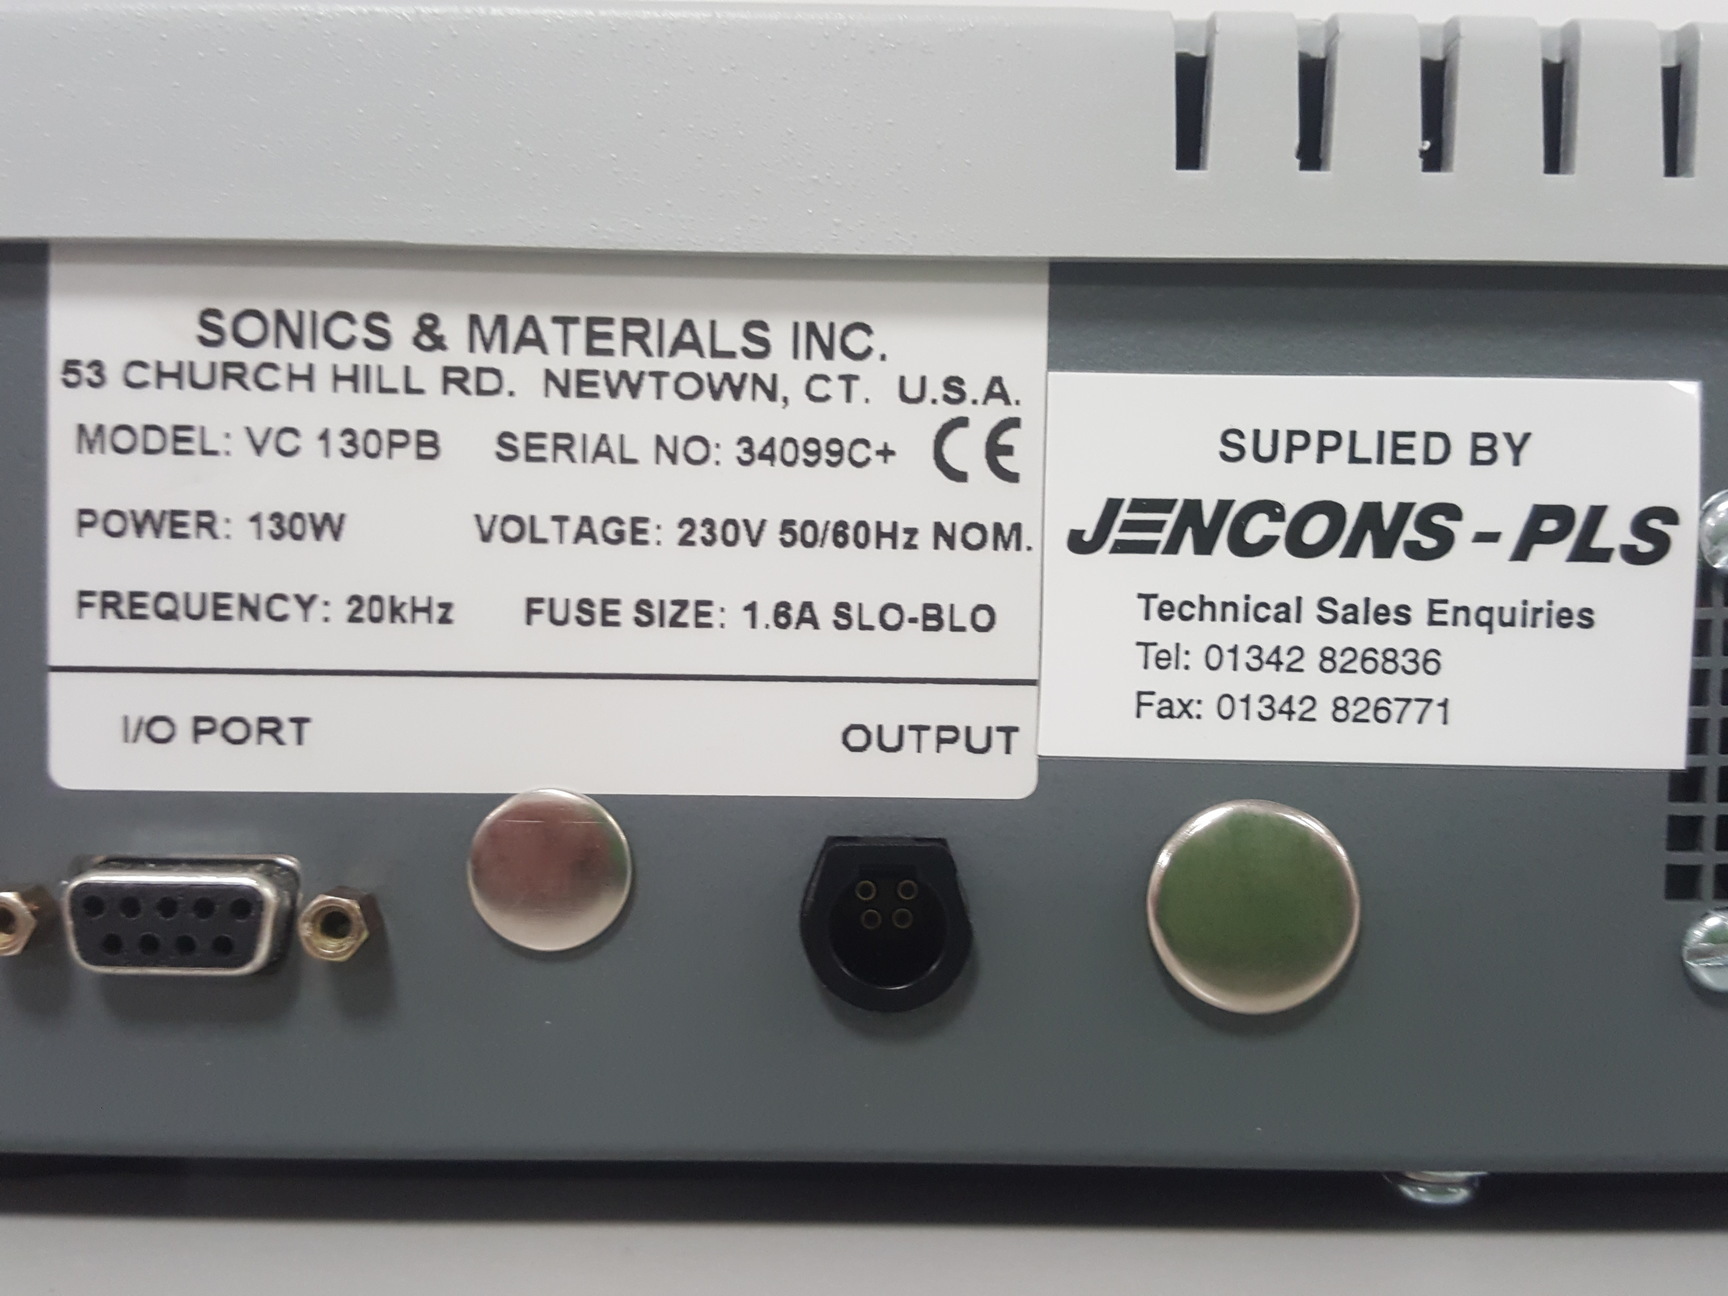 SONICS & MATERIALS INC.
53 CHURCH HILL RD. NEWTOWN, CT. U.S.A.
MODEL: VC 130PB SERIAL NO: 34099C+ CE
POWER: 130W VOLTAGE: 230V 50/60Hz NOM.
FREQUENCY: 20kHz FUSE SIZE: 1.6A SLO-BLO
I/O PORT OUTPUT
SUPPLIED BY
JENCONS-PLS
Technical Sales Enquiries
Tel: 01342 826836
Fax: 01342 826771